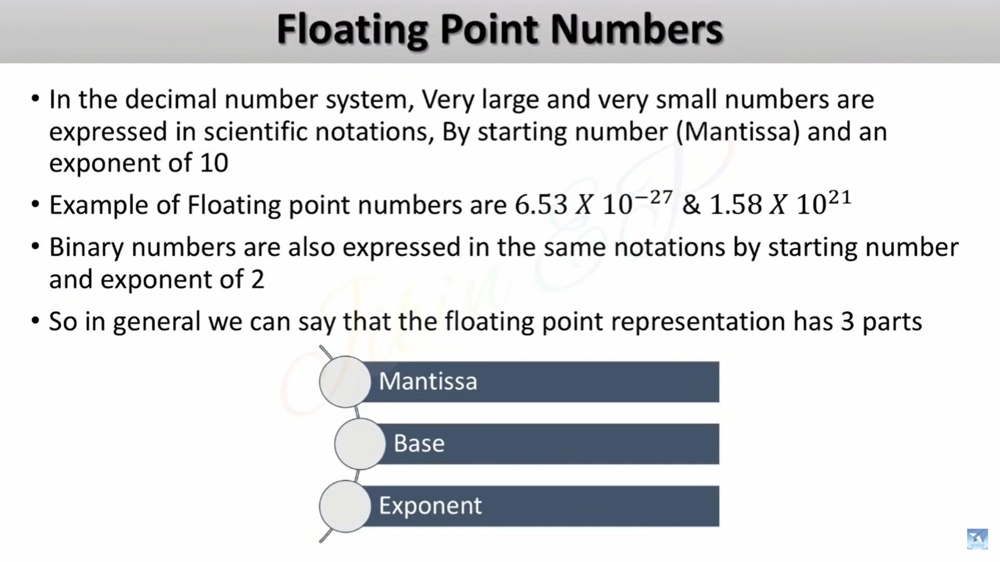 Floating Point Numbers
• In the decimal number system, Very large and very small numbers are
expressed in scientific notations, By starting number (Mantissa) and an
exponent of 10
• Example of Floating point numbers are 6.53 X 10⁻²⁷ & 1.58 X 10²¹
• Binary numbers are also expressed in the same notations by starting number
and exponent of 2
• So in general we can say that the floating point representation has 3 parts
Mantissa
Base
Exponent